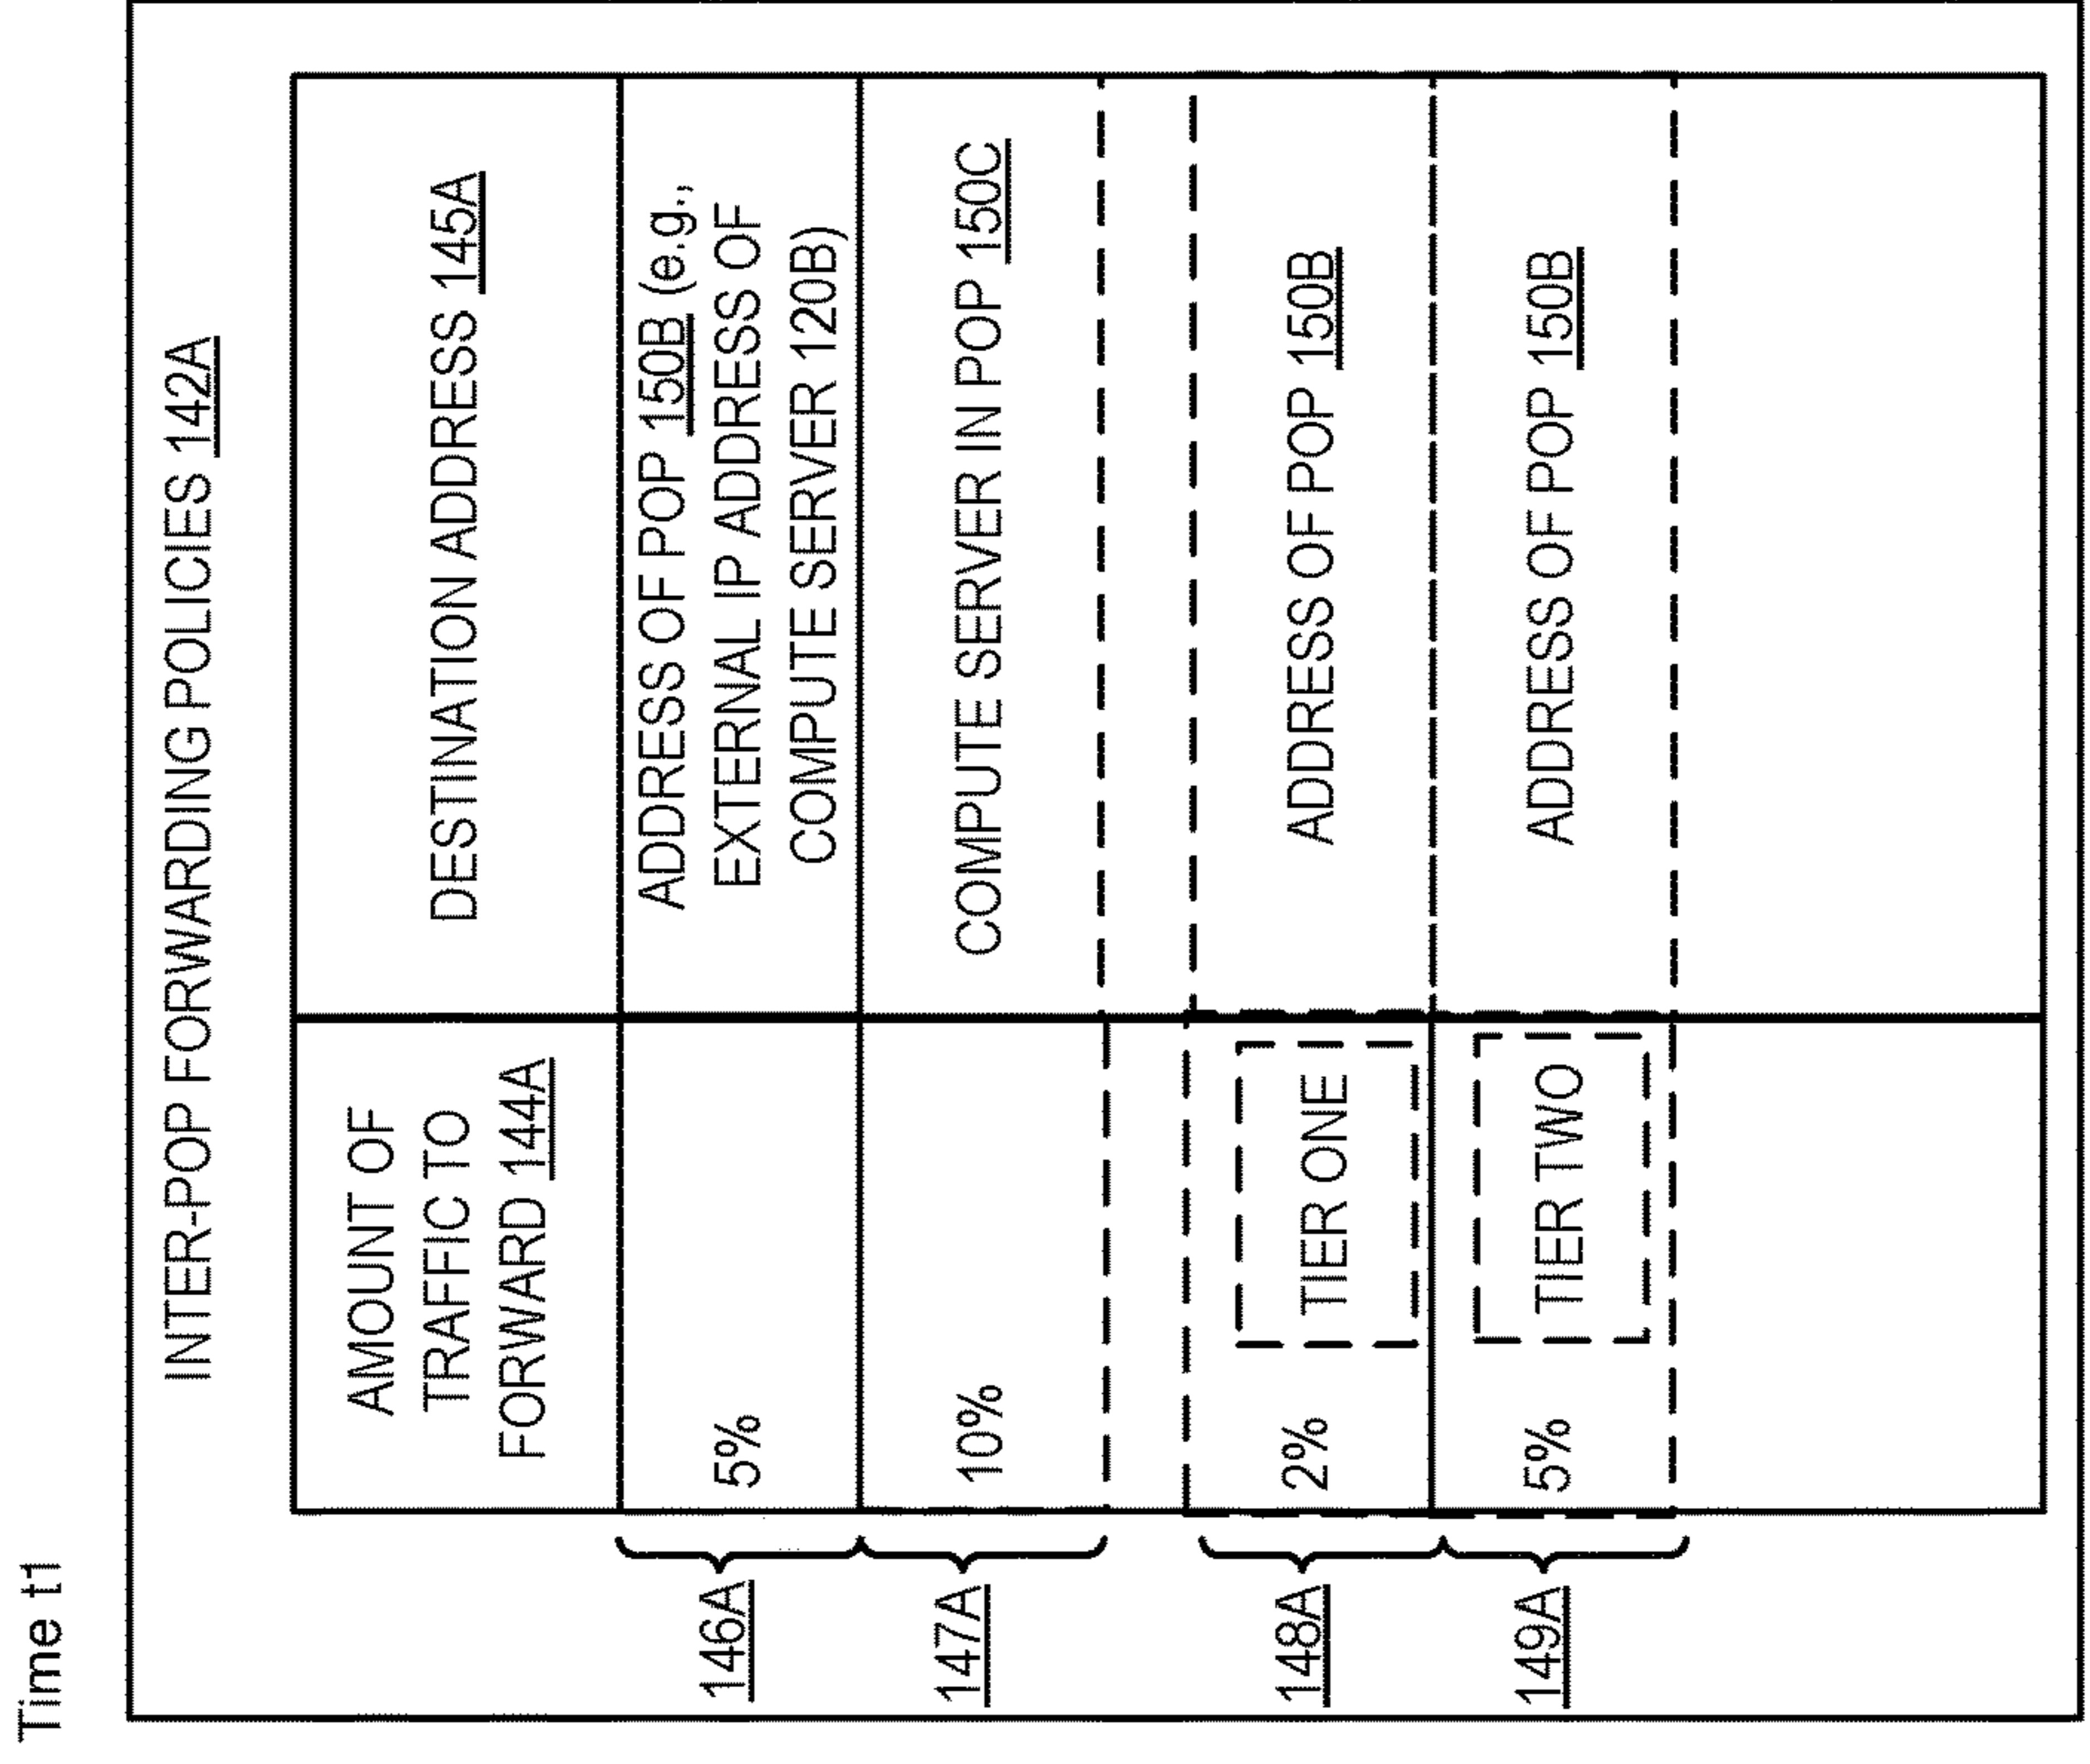 Time t1
INTER-POP FORWARDING POLICIES 142A
AMOUNT OF
TRAFFIC TO
FORWARD 144A
DESTINATION ADDRESS 145A
146A
5%
ADDRESS OF POP 150B (e.g.,
EXTERNAL IP ADDRESS OF
COMPUTE SERVER 120B)
147A
10%
COMPUTE SERVER IN POP 150C
148A
2%
TIER ONE
ADDRESS OF POP 150B
149A
5%
TIER TWO
ADDRESS OF POP 150B